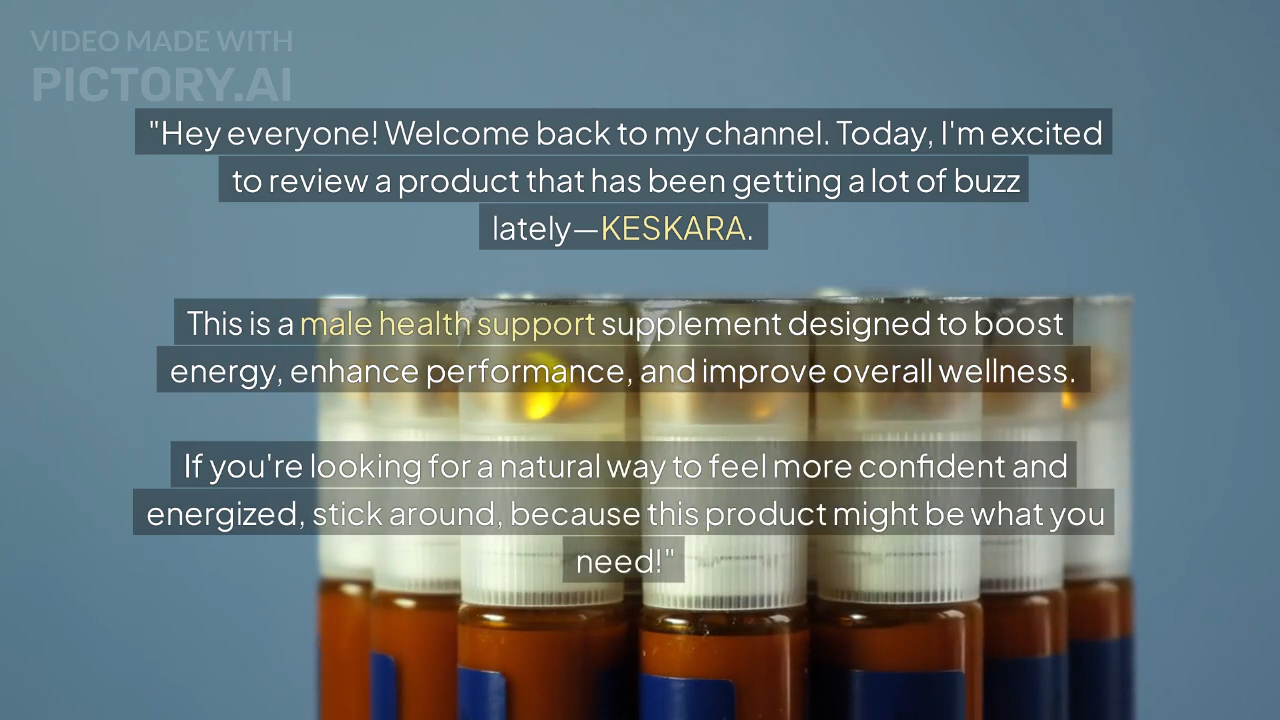 VIDEO MADE WITH
PICTORY.AI
"Hey everyone! Welcome back to my channel. Today, I'm excited
to review a product that has been getting a lot of buzz
lately—KESKARA.
This is a male health support supplement designed to boost
energy, enhance performance, and improve overall wellness.
If you're looking for a natural way to feel more confident and
energized, stick around, because this product might be what you
need!"